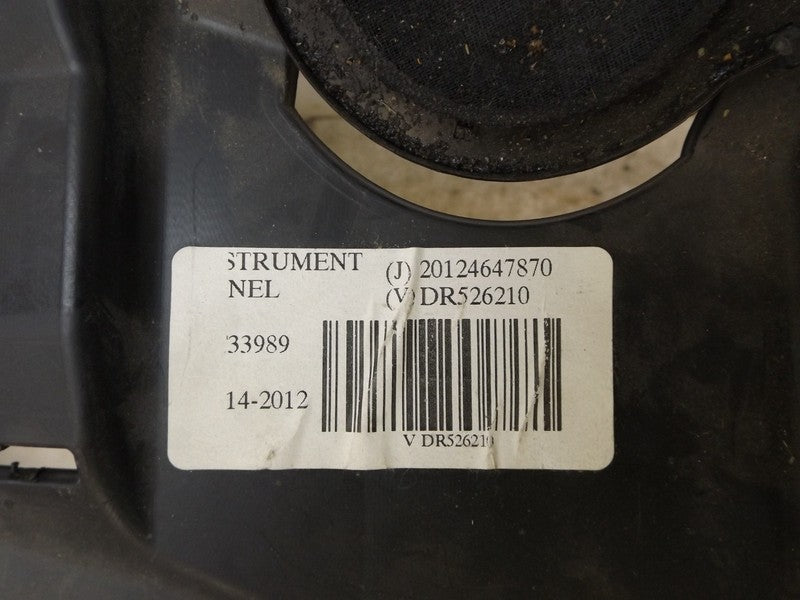 STRUMENT
NEL
(J) 20124647870
(V) DR526210
33989
14-2012
V DR526210